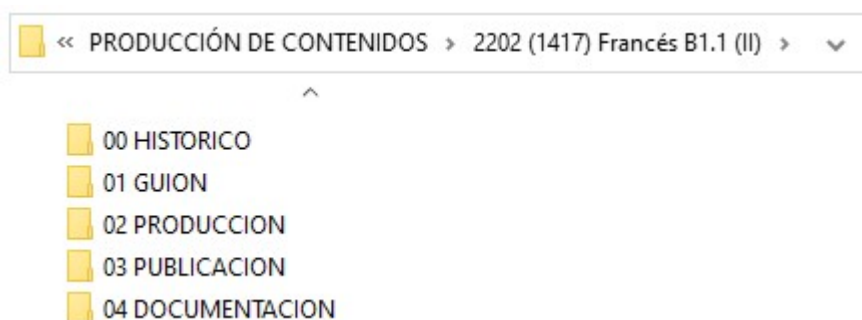 « PRODUCCIÓN DE CONTENIDOS > 2202 (1417) Francés B1.1 (II) >
00 HISTORICO
01 GUION
02 PRODUCCION
03 PUBLICACION
04 DOCUMENTACION